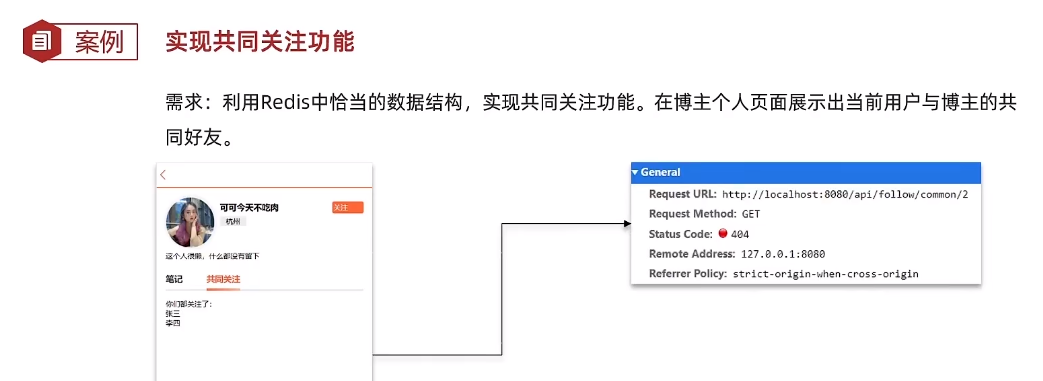 案例
实现共同关注功能
需求：利用Redis中恰当的数据结构，实现共同关注功能。在博主个人页面展示出当前用户与博主的共
同好友。
可可今天不吃肉
关注
杭州
这个人很懒，什么都没有留下
笔记 共同关注
你们都关注了：
张三
李四
General
Request URL: http://localhost:8080/api/follow/common/2
Request Method: GET
Status Code: 404
Remote Address: 127.0.0.1:8080
Referrer Policy: strict-origin-when-cross-origin